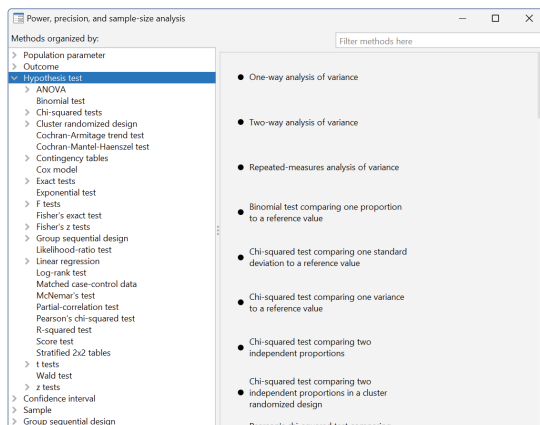 Power, precision, and sample-size analysis
Methods organized by:
Filter methods here
Population parameter
Outcome
Hypothesis test
ANOVA
Binomial test
Chi-squared tests
Cluster randomized design
Cochran-Armitage trend test
Cochran-Mantel-Haenszel test
Contingency tables
Cox model
Exact tests
Exponential test
F tests
Fisher's exact test
Fisher's z tests
Group sequential design
Likelihood-ratio test
Linear regression
Log-rank test
Matched case-control data
McNemar's test
Partial-correlation test
Pearson's chi-squared test
R-squared test
Score test
Stratified 2x2 tables
t tests
Wald test
z tests
Confidence interval
Sample
Group sequential design
One-way analysis of variance
Two-way analysis of variance
Repeated-measures analysis of variance
Binomial test comparing one proportion
to a reference value
Chi-squared test comparing one standard
deviation to a reference value
Chi-squared test comparing one variance
to a reference value
Chi-squared test comparing two
independent proportions
Chi-squared test comparing two
independent proportions in a cluster
randomized design